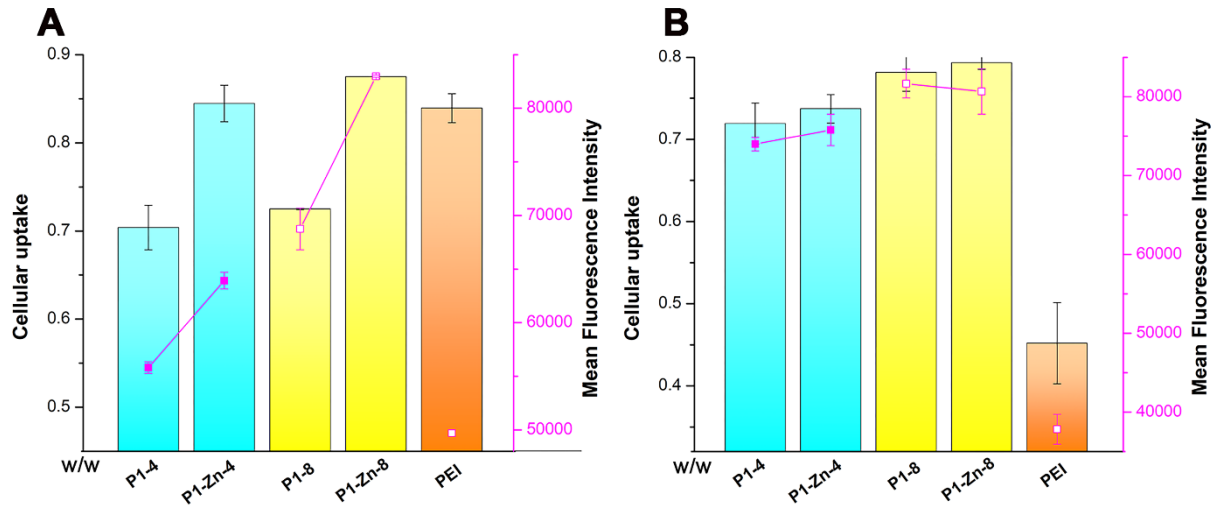 A
0.9
0.8
0.7
0.6
0.5
Cellular uptake
80000
70000
60000
50000
Mean Fluorescence Intensity
W/W
P1-4
P1-Zn-4
P1-8
P1-Zn-8
PEI
B
0.8
0.7
0.6
0.5
0.4
Cellular uptake
80000
70000
60000
50000
40000
Mean Fluorescence Intensity
W/W
P1-4
P1-Zn-4
P1-8
P1-Zn-8
PEI